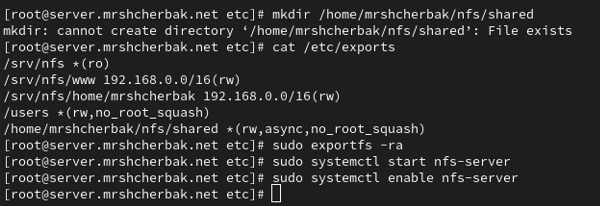 [root@server.mrshcherbak.net etc]# mkdir /home/mrshcherbak/nfs/shared
mkdir: cannot create directory ‘/home/mrshcherbak/nfs/shared’: File exists
[root@server.mrshcherbak.net etc]# cat /etc/exports
/srv/nfs *(ro)
/srv/nfs/www 192.168.0.0/16(rw)
/srv/nfs/home/mrshcherbak 192.168.0.0/16(rw)
/users *(rw,no_root_squash)
/home/mrshcherbak/nfs/shared *(rw,async,no_root_squash)
[root@server.mrshcherbak.net etc]# sudo exportfs -ra
[root@server.mrshcherbak.net etc]# sudo systemctl start nfs-server
[root@server.mrshcherbak.net etc]# sudo systemctl enable nfs-server
[root@server.mrshcherbak.net etc]#